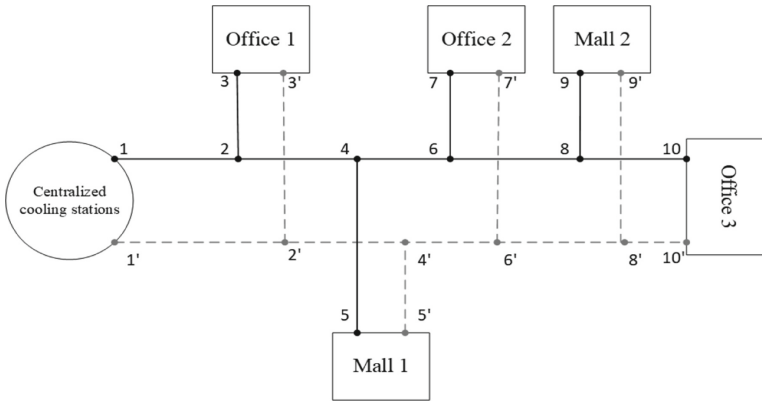 Office 1
Office 2
Mall 2
3
3'
7
7'
9
9'
1
2
4
6
8
10
Centralized
cooling stations
Office 3
1'
2'
4'
6'
8'
10'
5
5'
Mall 1